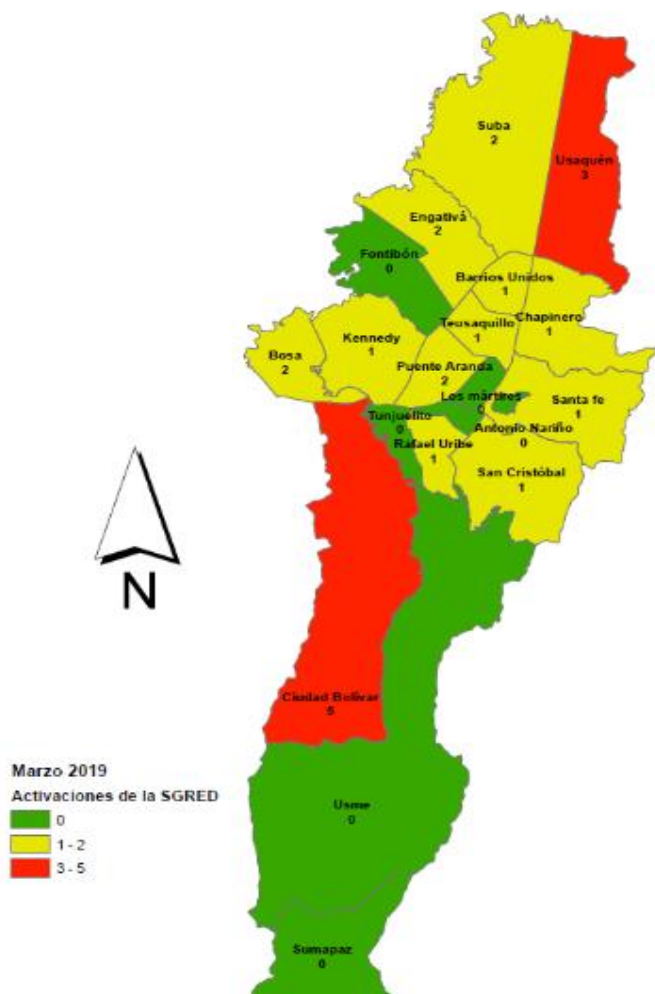 Suba
2
Usaquén
3
Engativá
2
Fontibón
0
Barrios Unidos
1
Chapinero
1
Teusaquillo
1
Kennedy
1
Bosa
2
Puente Aranda
2
Los mártires
0
Santa fe
1
Tunjuelito
0
Antonio Nariño
0
Rafael Uribe
1
San Cristóbal
1
N
Ciudad Bolívar
5
Marzo 2019
Activaciones de la SGRED
0
1 - 2
3 - 5
Usme
0
Sumapaz
0